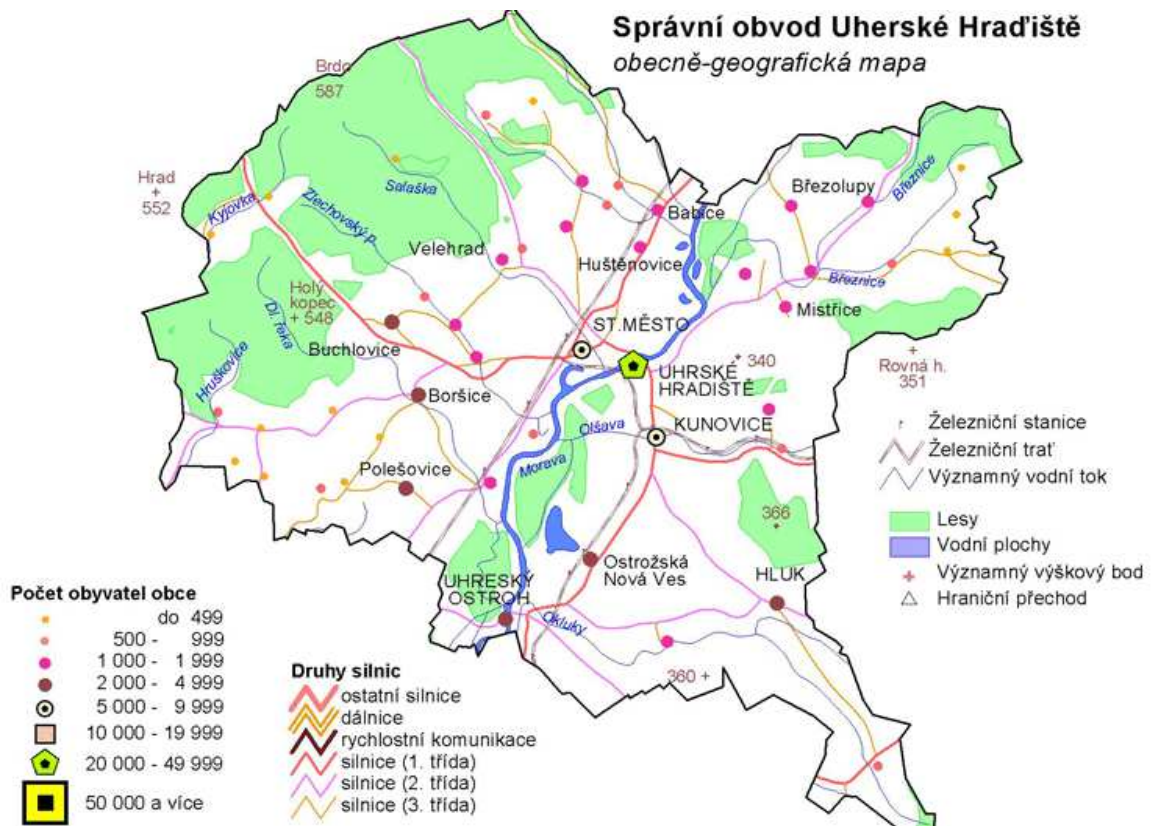 Správní obvod Uherské Hraďiště
obecně-geografická mapa
Brdo
587
Hrad
+
552
Kyjovka
Zlechovský p.
Salaška
Velehrad
Babice
Huštěnovice
Březolupy
Březnice
Březnice
Mistřice
Holý
kopec
+ 548
Dl. řeka
Buchlovice
Hruškovice
ST.MĚSTO
UHRSKÉ
HRADIŠTĚ
+ 340
+
Rovná h.
351
Boršice
Olšava
KUNOVICE
Morava
Polešovice
366
+
Ostrožská
Nová Ves
HLUK
UHRESKÝ
OSTROH
Okluky
360 +
Železniční stanice
Železniční trať
Významný vodní tok
Lesy
Vodní plochy
+ Významný výškový bod
Hraniční přechod
Počet obyvatel obce
do 499
500 - 999
1 000 - 1 999
2 000 - 4 999
5 000 - 9 999
10 000 - 19 999
20 000 - 49 999
50 000 a více
Druhy silnic
ostatní silnice
dálnice
rychlostní komunikace
silnice (1. třída)
silnice (2. třída)
silnice (3. třída)